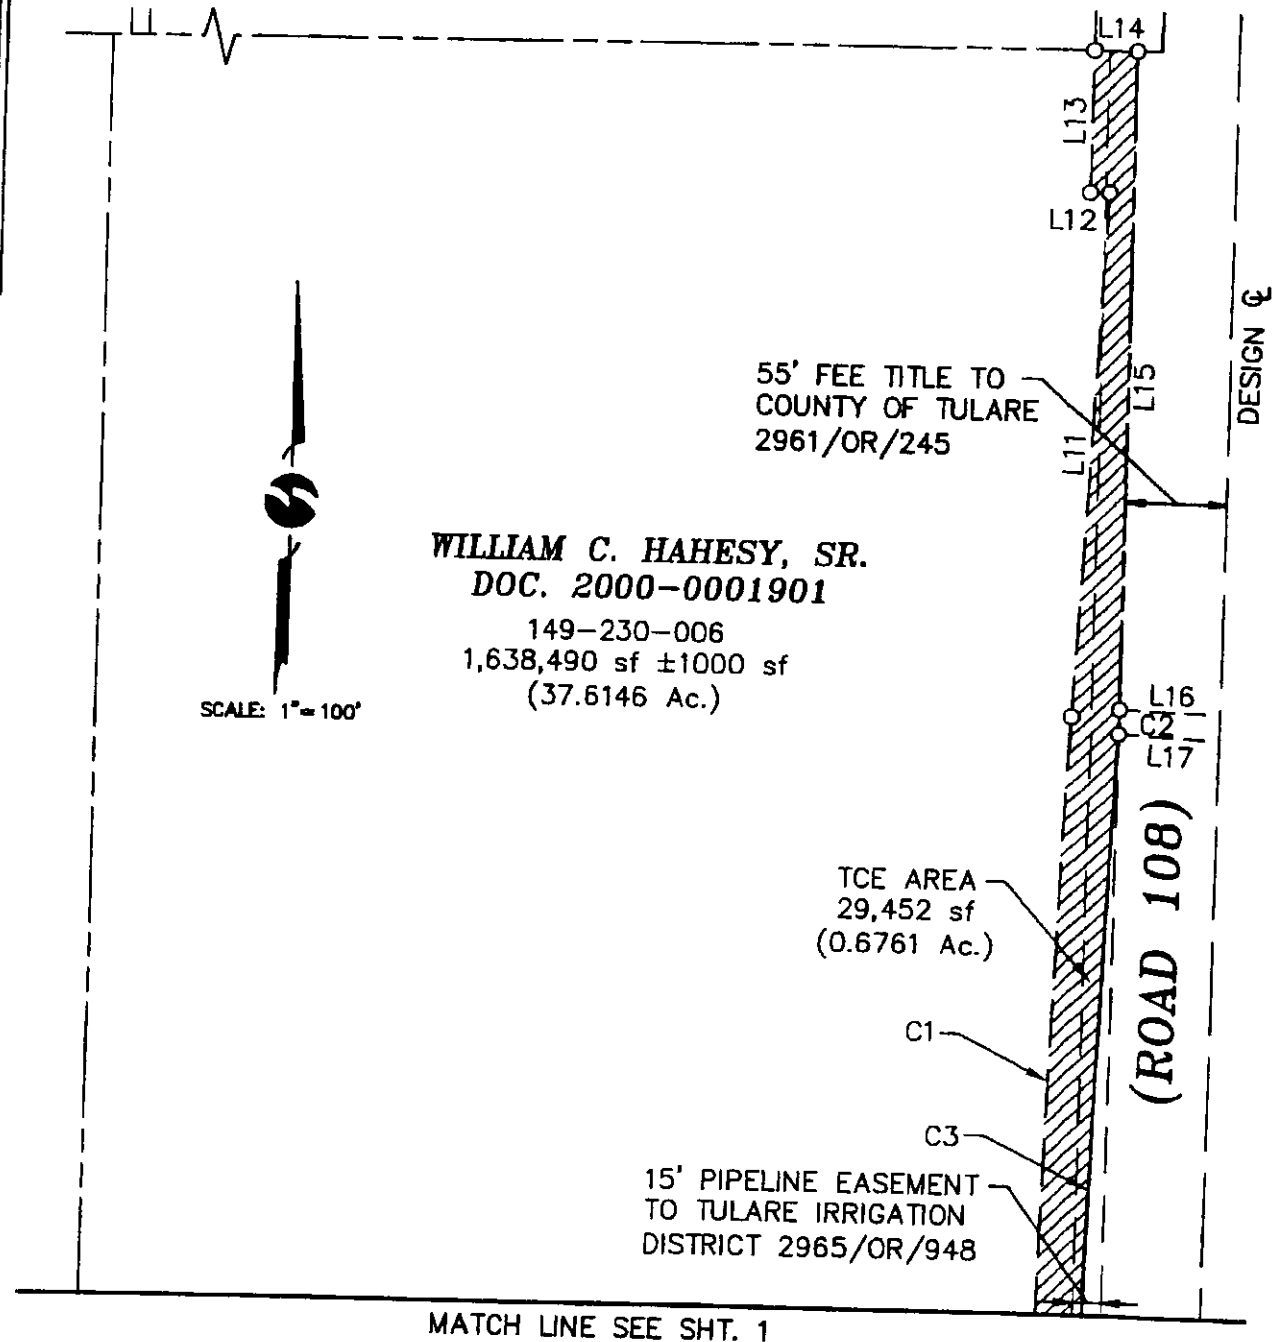 L14
L13
L12
55' FEE TITLE TO
COUNTY OF TULARE
2961/OR/245
L15
L11
DESIGN ℄
WILLIAM C. HAHESY, SR.
DOC. 2000-0001901
149-230-006
1,638,490 sf ±1000 sf
(37.6146 Ac.)
SCALE: 1"=100'
L16
C2
L17
(ROAD 108)
TCE AREA
29,452 sf
(0.6761 Ac.)
C1
C3
15' PIPELINE EASEMENT
TO TULARE IRRIGATION
DISTRICT 2965/OR/948
MATCH LINE SEE SHT. 1